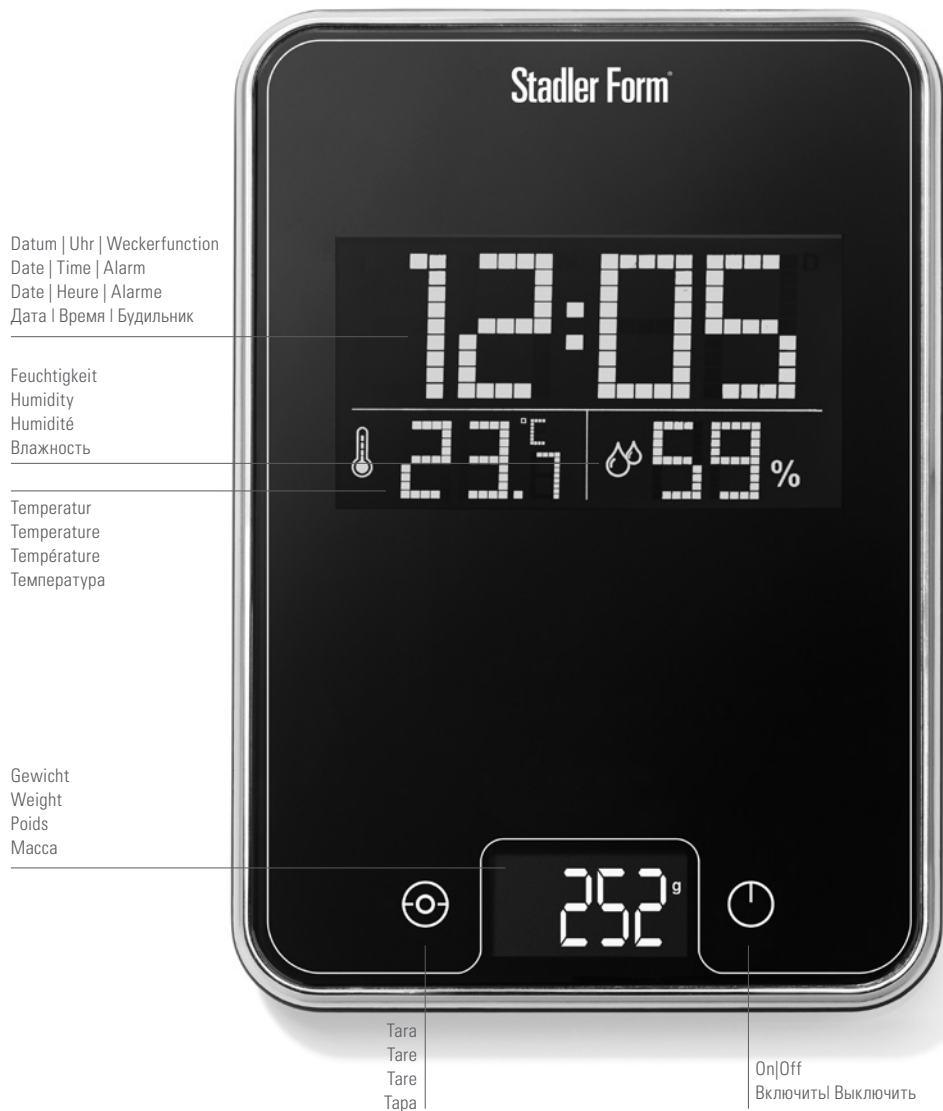 Stadler Form®
Datum | Uhr | Weckerfunction
Date | Time | Alarm
Date | Heure | Alarme
Дата I Время I Будильник
12:05
Feuchtigkeit
Humidity
Humidité
Влажность
23.7 °C
59 %
Temperatur
Temperature
Température
Температура
Gewicht
Weight
Poids
Масса
252 g
Tara
Tare
Tare
Тара
On|Off
ВключитьI Выключить